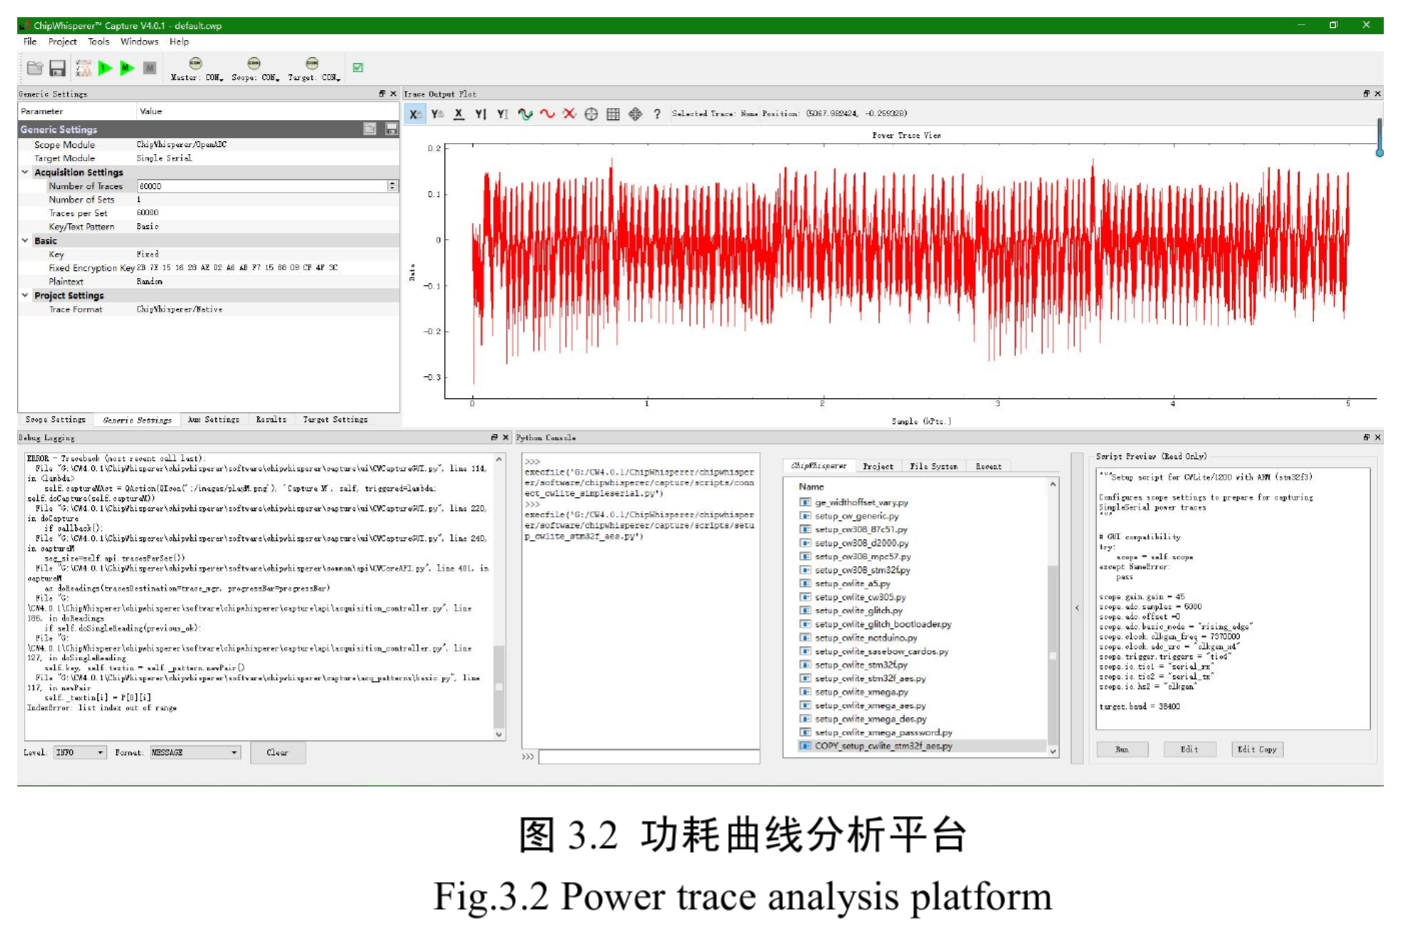 ChipWhisperer™ Capture V4.0.1 - default.cwp
File Project Tools Windows Help
Master: CON Scope: CON Target: CON
Generic Settings
Parameter Value
Generic Settings
Scope Module ChipWhisperer/OpenADC
Target Module Simple Serial
Acquisition Settings
Number of Traces 60000
Number of Sets 1
Traces per Set 60000
Key/Text Pattern Basic
Basic
Key Fixed
Fixed Encryption Key 2B 7E 15 16 28 AE D2 A6 AB F7 15 88 09 CF 4F 3C
Plaintext Random
Project Settings
Trace Format ChipWhisperer/Native
Scope Settings Generic Settings Aux Settings Results Target Settings
Trace Output Plot
Selected Trace: None Position: (5067.982424, -0.259328)
Power Trace View
0.2
0.1
0
-0.1
-0.2
-0.3
Data
0 1 2 3 4 5
Sample (kPts.)
Debug Logging
ERROR - Traceback (most recent call last):
File "G:\CW4.0.1\ChipWhisperer\chipwhisperer\software\chipwhisperer\capture\ui\CWCaptureGUI.py", line 114,
in <lambda>
self.captureMAct = QAction(QIcon(':/images/playM.png'), 'Capture M', self, triggered=lambda:
self.doCapture(self.captureM))
File "G:\CW4.0.1\ChipWhisperer\chipwhisperer\software\chipwhisperer\capture\ui\CWCaptureGUI.py", line 220,
in doCapture
if callback():
File "G:\CW4.0.1\ChipWhisperer\chipwhisperer\software\chipwhisperer\capture\ui\CWCaptureGUI.py", line 240,
in captureM
seg_size=self.api.tracesPerSet())
File "G:\CW4.0.1\ChipWhisperer\chipwhisperer\software\chipwhisperer\common\api\CWCoreAPI.py", line 401, in
captureM
ac.doReadings(tracesDestination=trace_mgr, progressBar=progressBar)
File "G:
\CW4.0.1\ChipWhisperer\chipwhisperer\software\chipwhisperer\capture\api\acquisition_controller.py", line
186, in doReadings
if self.doSingleReading(previous_ok):
File "G:
\CW4.0.1\ChipWhisperer\chipwhisperer\software\chipwhisperer\capture\api\acquisition_controller.py", line
127, in doSingleReading
self.key, self.textin = self._pattern.newPair()
File "G:\CW4.0.1\ChipWhisperer\chipwhisperer\software\chipwhisperer\capture\acq_patterns\basic.py", line
117, in newPair
self._textin[i] = P[0][i]
IndexError: list index out of range
Level: INFO Format: MESSAGE Clear
Python Console
>>>
execfile('G:/CW4.0.1/ChipWhisperer/chipwhisper
er/software/chipwhisperer/capture/scripts/conn
ect_cwlite_simpleserial.py')
>>>
execfile('G:/CW4.0.1/ChipWhisperer/chipwhisper
er/software/chipwhisperer/capture/scripts/setu
p_cwlite_stm32f_aes.py')
>>>
ChipWhisperer Project File System Recent
Name
ge_widthoffset_vary.py
setup_cw_generic.py
setup_cw308_87c51.py
setup_cw308_d2000.py
setup_cw308_mpc57.py
setup_cw308_stm32f.py
setup_cwlite_a5.py
setup_cwlite_cw305.py
setup_cwlite_glitch.py
setup_cwlite_glitch_bootloader.py
setup_cwlite_notduino.py
setup_cwlite_sasebow_cardos.py
setup_cwlite_stm32f.py
setup_cwlite_stm32f_aes.py
setup_cwlite_xmega.py
setup_cwlite_xmega_aes.py
setup_cwlite_xmega_des.py
setup_cwlite_xmega_password.py
COPY_setup_cwlite_stm32f_aes.py
Script Preview (Read Only)
"""Setup script for CWLite/1200 with ARM (stm32f3)
Configures scope settings to prepare for capturing
SimpleSerial power traces
"""
# GUI compatibility
try:
scope = self.scope
except NameError:
pass
scope.gain.gain = 45
scope.adc.samples = 5000
scope.adc.offset =0
scope.adc.basic_mode = "rising_edge"
scope.clock.clkgen_freq = 7370000
scope.clock.adc_src = "clkgen_x4"
scope.trigger.triggers = "tio4"
scope.io.tio1 = "serial_rx"
scope.io.tio2 = "serial_tx"
scope.io.hs2 = "clkgen"
target.baud = 38400
Run Edit Edit Copy
图 3.2 功耗曲线分析平台
Fig.3.2 Power trace analysis platform